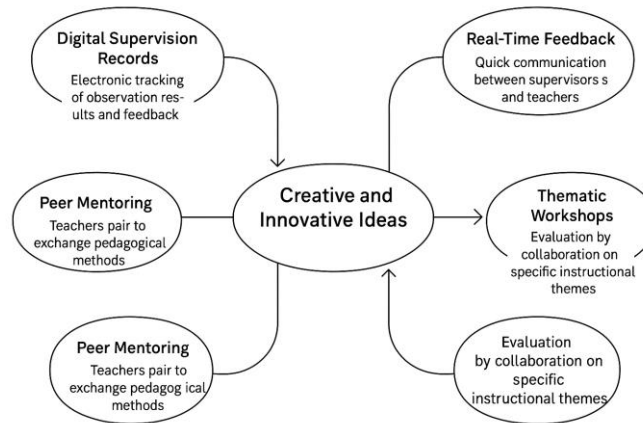 Digital Supervision
Records
Electronic tracking
of observation res-
ults and feedback
Real-Time Feedback
Quick communication
between supervisors s
and teachers
Peer Mentoring
Teachers pair to
exchange pedagogical
methods
Creative and
Innovative Ideas
Thematic
Workshops
Evaluation by
collaboration on
specific instructional
themes
Peer Mentoring
Teachers pair to
exchange pedagog ical
methods
Evaluation
by collaboration on
specific
instructional themes